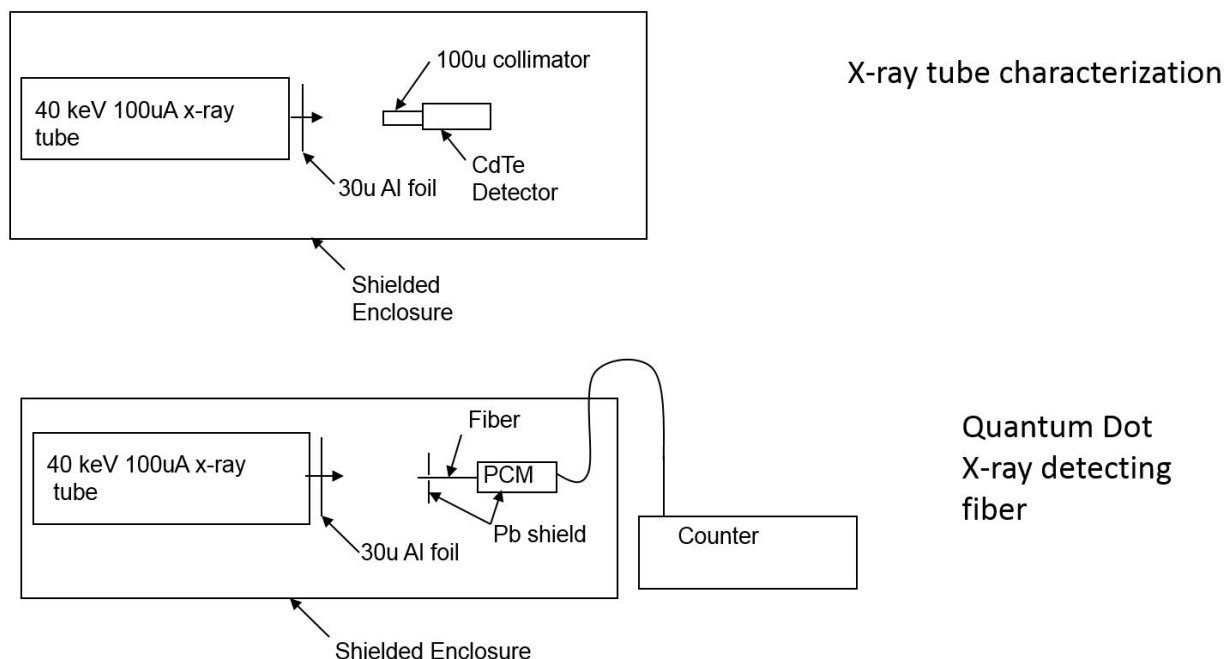 X-ray tube characterization
40 keV 100uA x-ray
tube
100u collimator
30u Al foil
CdTe
Detector
Shielded
Enclosure
Quantum Dot
X-ray detecting
fiber
40 keV 100uA x-ray
tube
Fiber
PCM
Pb shield
30u Al foil
Counter
Shielded Enclosure